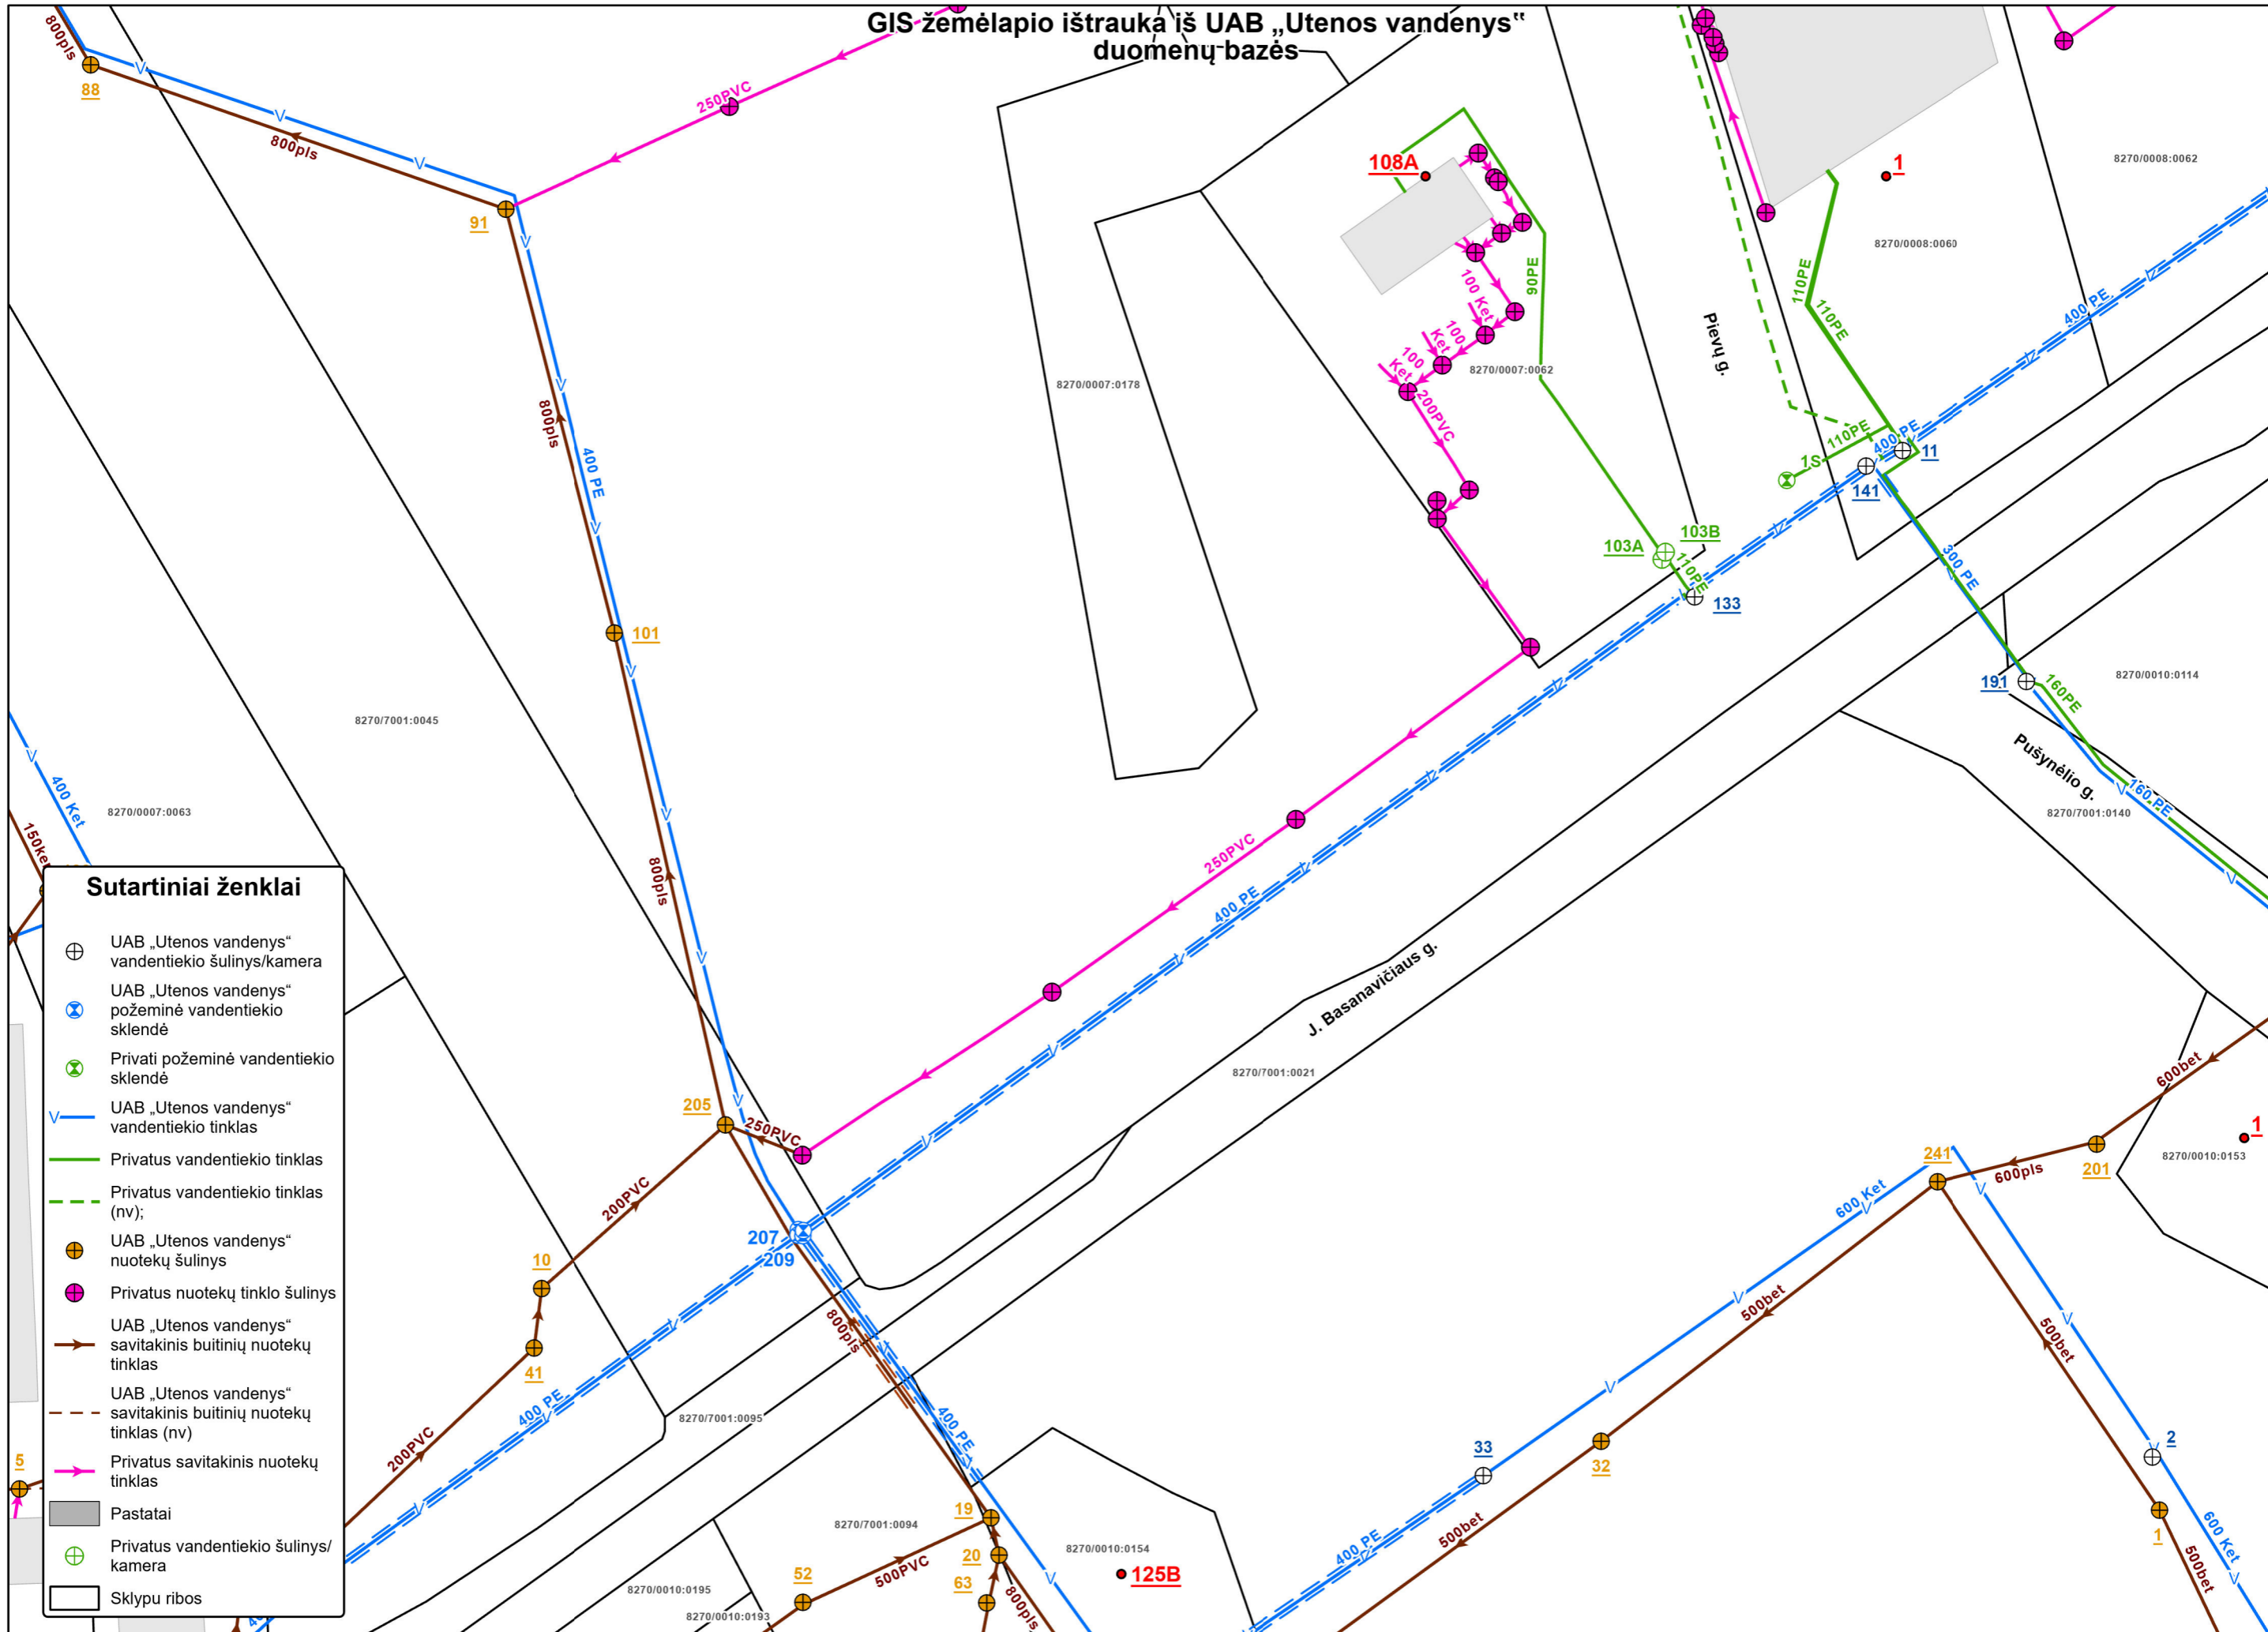 GIS žemėlapio ištrauka iš UAB „Utenos vandenys“
duomenų bazės
800pls
88
800pls
250PVC
91
108A
1
8270/0008:0062
8270/0008:0060
90PE
110PE
110PE
400 PE
Pievų g.
100 Ket
100
Ket
100
Ket
8270/0007:0062
8270/0007:0178
200PVC
800pls
400 PE
110PE
400 PE
11
1S
141
103B
103A
110PE
133
300 PE
101
191
160PE
8270/0010:0114
8270/7001:0045
Pušynėlio g.
160 PE
8270/7001:0140
400 Ket
8270/0007:0063
150ket
800pls
250PVC
400 PE
J. Basanavičiaus g.
8270/7001:0021
600bet
205
250PVC
241
600pls
201
1
8270/0010:0153
200PVC
207
209
600 Ket
10
41
800pls
500bet
500bet
400 PE
400 PE
8270/7001:0095
200PVC
33
32
2
5
500bet
19
8270/7001:0094
20
8270/0010:0154
125B
400 PE
600 Ket
1
500bet
52
500PVC
63
800pls
8270/0010:0195
8270/0010:0193
Sutartiniai ženklai
UAB „Utenos vandenys“
vandentiekio šulinys/kamera
UAB „Utenos vandenys“
požeminė vandentiekio
sklendė
Privati požeminė vandentiekio
sklendė
UAB „Utenos vandenys“
vandentiekio tinklas
Privatus vandentiekio tinklas
Privatus vandentiekio tinklas
(nv);
UAB „Utenos vandenys“
nuotekų šulinys
Privatus nuotekų tinklo šulinys
UAB „Utenos vandenys“
savitakinis buitinių nuotekų
tinklas
UAB „Utenos vandenys“
savitakinis buitinių nuotekų
tinklas (nv)
Privatus savitakinis nuotekų
tinklas
Pastatai
Privatus vandentiekio šulinys/
kamera
Sklypu ribos